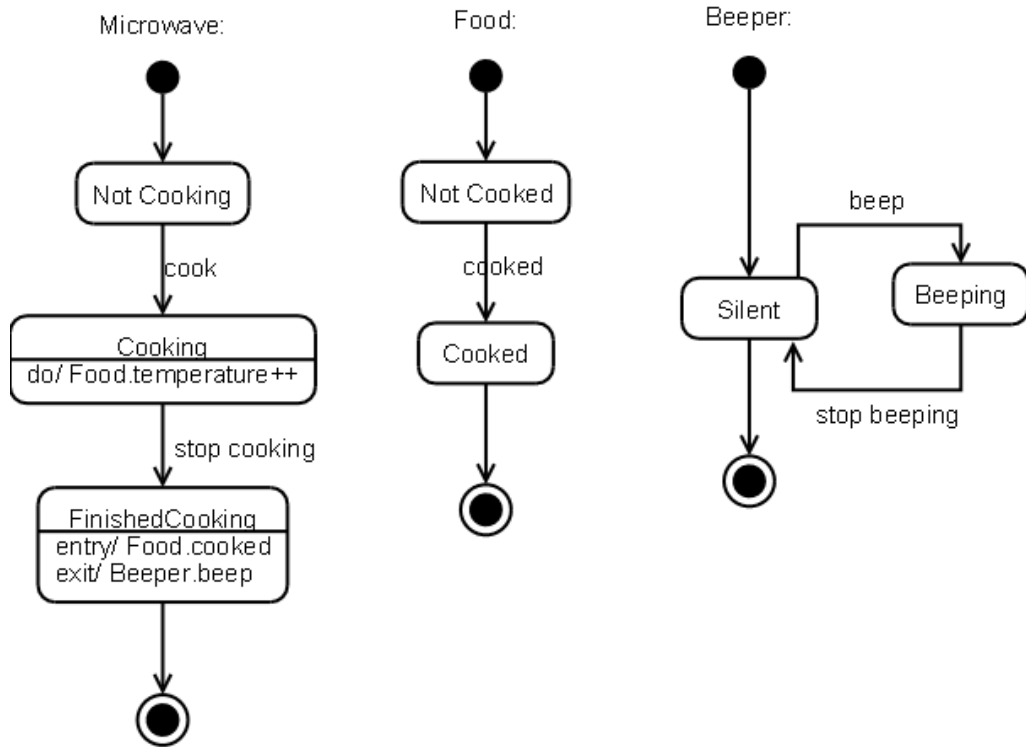 Microwave:
Not Cooking
cook
Cooking
do/ Food.temperature++
stop cooking
FinishedCooking
entry/ Food.cooked
exit/ Beeper.beep
Food:
Not Cooked
cooked
Cooked
Beeper:
beep
Silent
Beeping
stop beeping